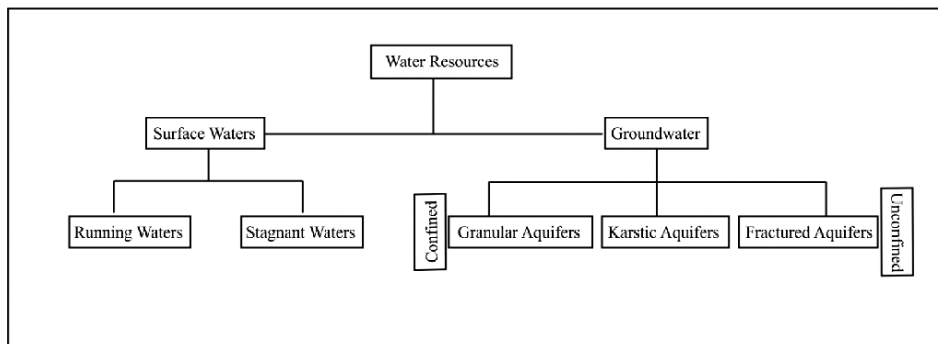 Water Resources
Surface Waters
Groundwater
Running Waters
Stagnant Waters
Confined
Granular Aquifers
Karstic Aquifers
Fractured Aquifers
Unconfined